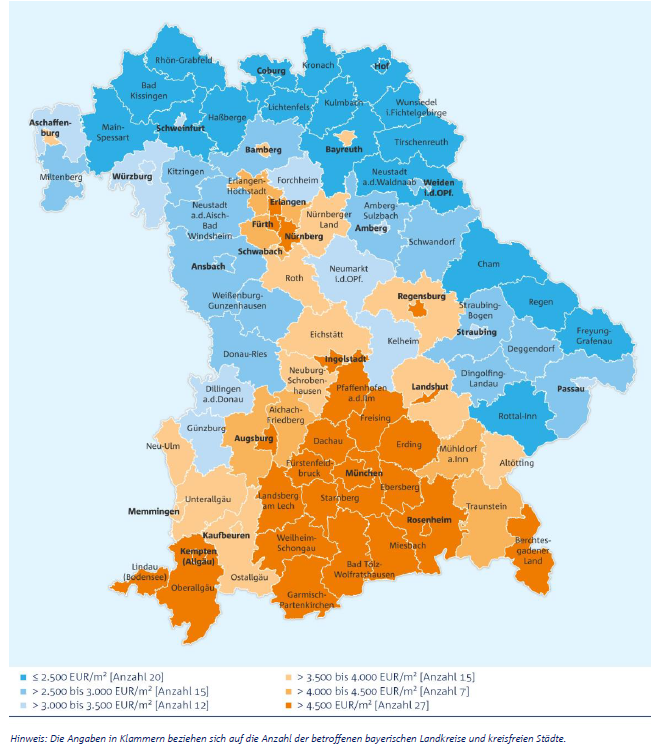 Rhön-Grabfeld
Kronach
Coburg
Hof
Bad
Kissingen
Lichtenfels
Kulmbach
Wunsiedel
i.Fichtelgebirge
Haßberge
Aschaffen-
burg
Main-
Spessart
Schweinfurt
Bamberg
Bayreuth
Tirschenreuth
Miltenberg
Würzburg
Kitzingen
Forchheim
Neustadt
a.d.Waldnaab
Weiden
i.d.OPf.
Erlangen-
Höchstadt
Erlangen
Neustadt
a.d.Aisch-
Bad
Windsheim
Nürnberger
Land
Amberg-
Sulzbach
Amberg
Fürth
Nürnberg
Schwandorf
Schwabach
Ansbach
Roth
Neumarkt
i.d.OPf.
Cham
Weißenburg-
Gunzenhausen
Regensburg
Regen
Straubing-
Bogen
Straubing
Freyung-
Grafenau
Eichstätt
Kelheim
Deggendorf
Donau-Ries
Ingolstadt
Neuburg-
Schroben-
hausen
Pfaffenhofen
a.d.Ilm
Landshut
Dingolfing-
Landau
Passau
Dillingen
a.d.Donau
Rottal-Inn
Aichach-
Friedberg
Freising
Günzburg
Augsburg
Dachau
Erding
Mühldorf
a.Inn
Altötting
Neu-Ulm
Fürstenfeld-
bruck
München
Ebersberg
Unterallgäu
Landsberg
am Lech
Starnberg
Traunstein
Memmingen
Rosenheim
Kaufbeuren
Weilheim-
Schongau
Miesbach
Berchtes-
gadener
Land
Kempten
(Allgäu)
Bad Tölz-
Wolfratshausen
Lindau
(Bodensee)
Oberallgäu
Ostallgäu
Garmisch-
Partenkirchen
≤ 2.500 EUR/m² [Anzahl 20]
> 2.500 bis 3.000 EUR/m² [Anzahl 15]
> 3.000 bis 3.500 EUR/m² [Anzahl 12]
> 3.500 bis 4.000 EUR/m² [Anzahl 15]
> 4.000 bis 4.500 EUR/m² [Anzahl 7]
> 4.500 EUR/m² [Anzahl 27]
Hinweis: Die Angaben in Klammern beziehen sich auf die Anzahl der betroffenen bayerischen Landkreise und kreisfreien Städte.